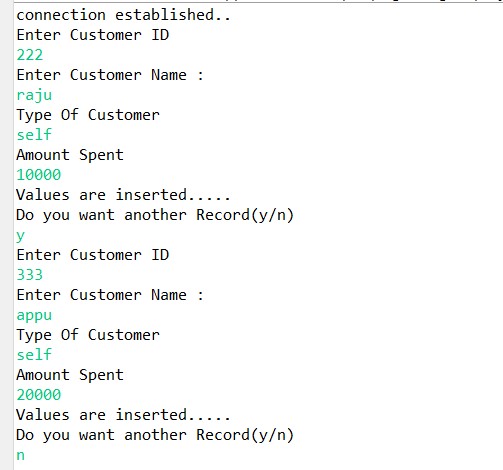 connection established..
Enter Customer ID
222
Enter Customer Name :
raju
Type Of Customer
self
Amount Spent
10000
Values are inserted.....
Do you want another Record(y/n)
y
Enter Customer ID
333
Enter Customer Name :
appu
Type Of Customer
self
Amount Spent
20000
Values are inserted.....
Do you want another Record(y/n)
n